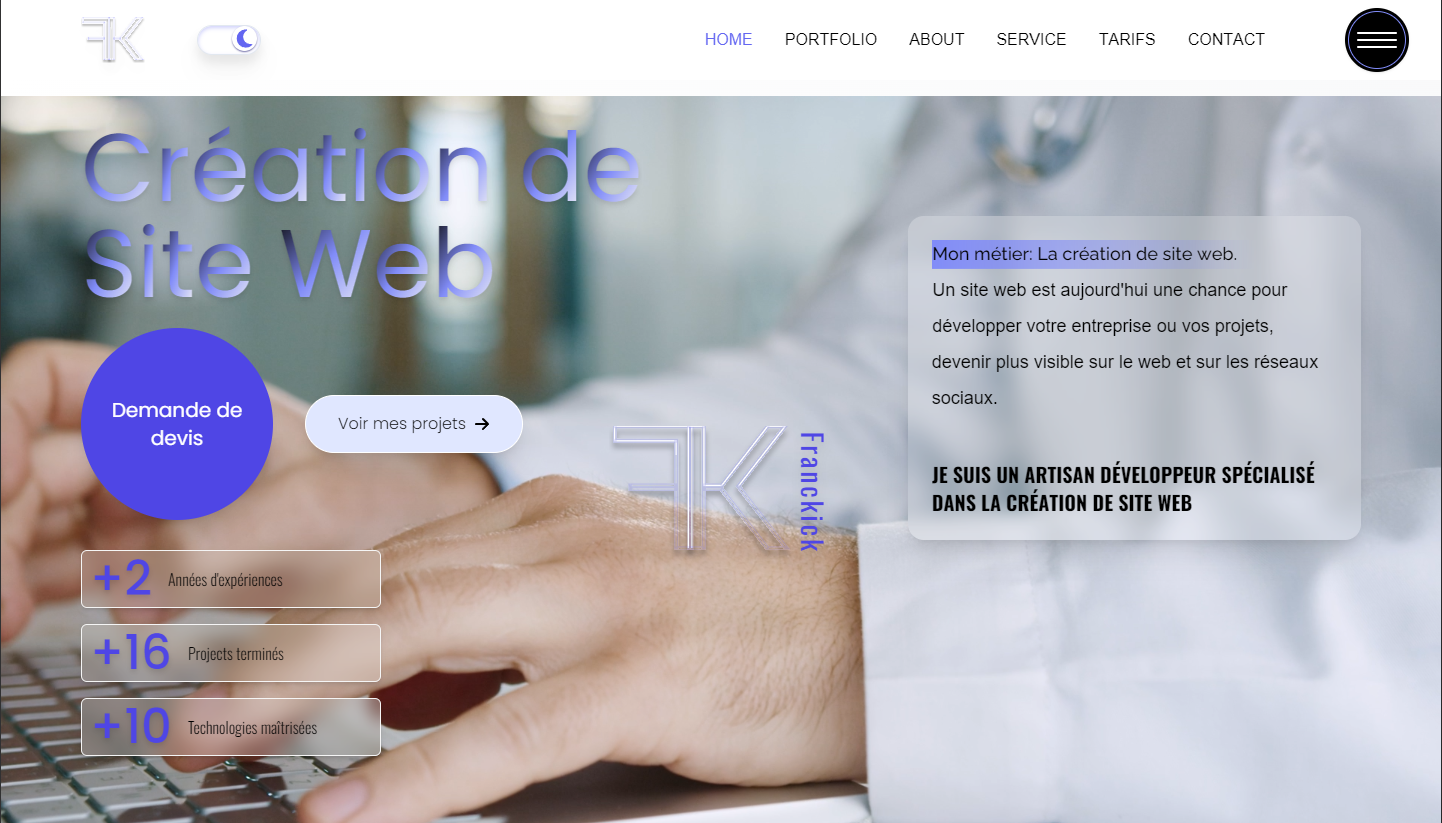 FK
HOME PORTFOLIO ABOUT SERVICE TARIFS CONTACT
Création de
Site Web
Demande de
devis
Voir mes projets
+2 Années d'expériences
+16 Projects terminés
+10 Technologies maîtrisées
FK
Franckick
Mon métier: La création de site web.
Un site web est aujourd'hui une chance pour
développer votre entreprise ou vos projets,
devenir plus visible sur le web et sur les réseaux
sociaux.
JE SUIS UN ARTISAN DÉVELOPPEUR SPÉCIALISÉ
DANS LA CRÉATION DE SITE WEB